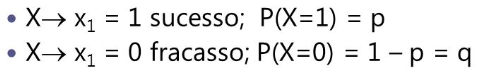 • X→ x₁ = 1 sucesso; P(X=1) = p
• X→ x₁ = 0 fracasso; P(X=0) = 1 – p = q